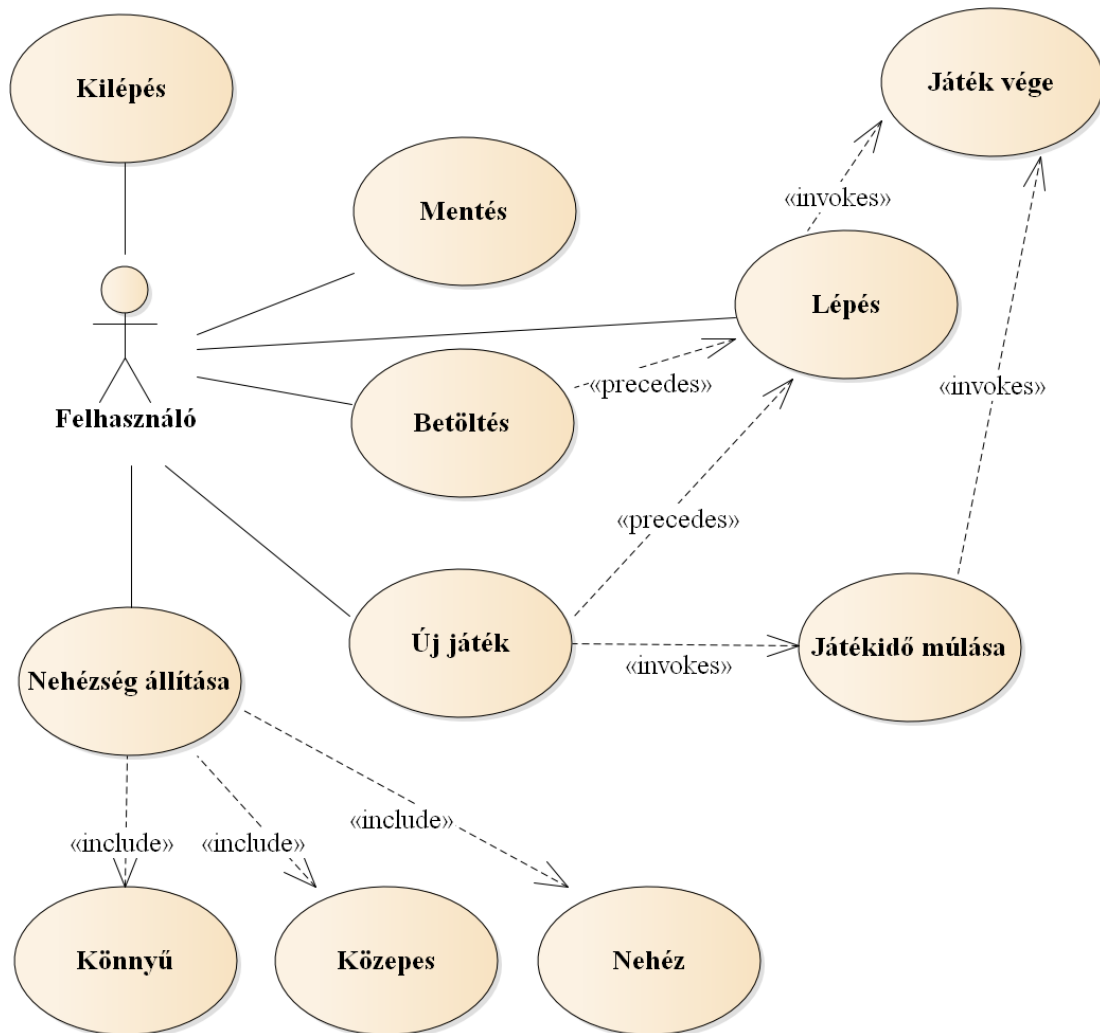 Kilépés
Játék vége
Mentés
«invokes»
Lépés
Felhasználó
Betöltés
«precedes»
«invokes»
«precedes»
Új játék
«invokes»
Játékidő múlása
Nehézség állítása
«include»
«include»
«include»
Könnyű
Közepes
Nehéz